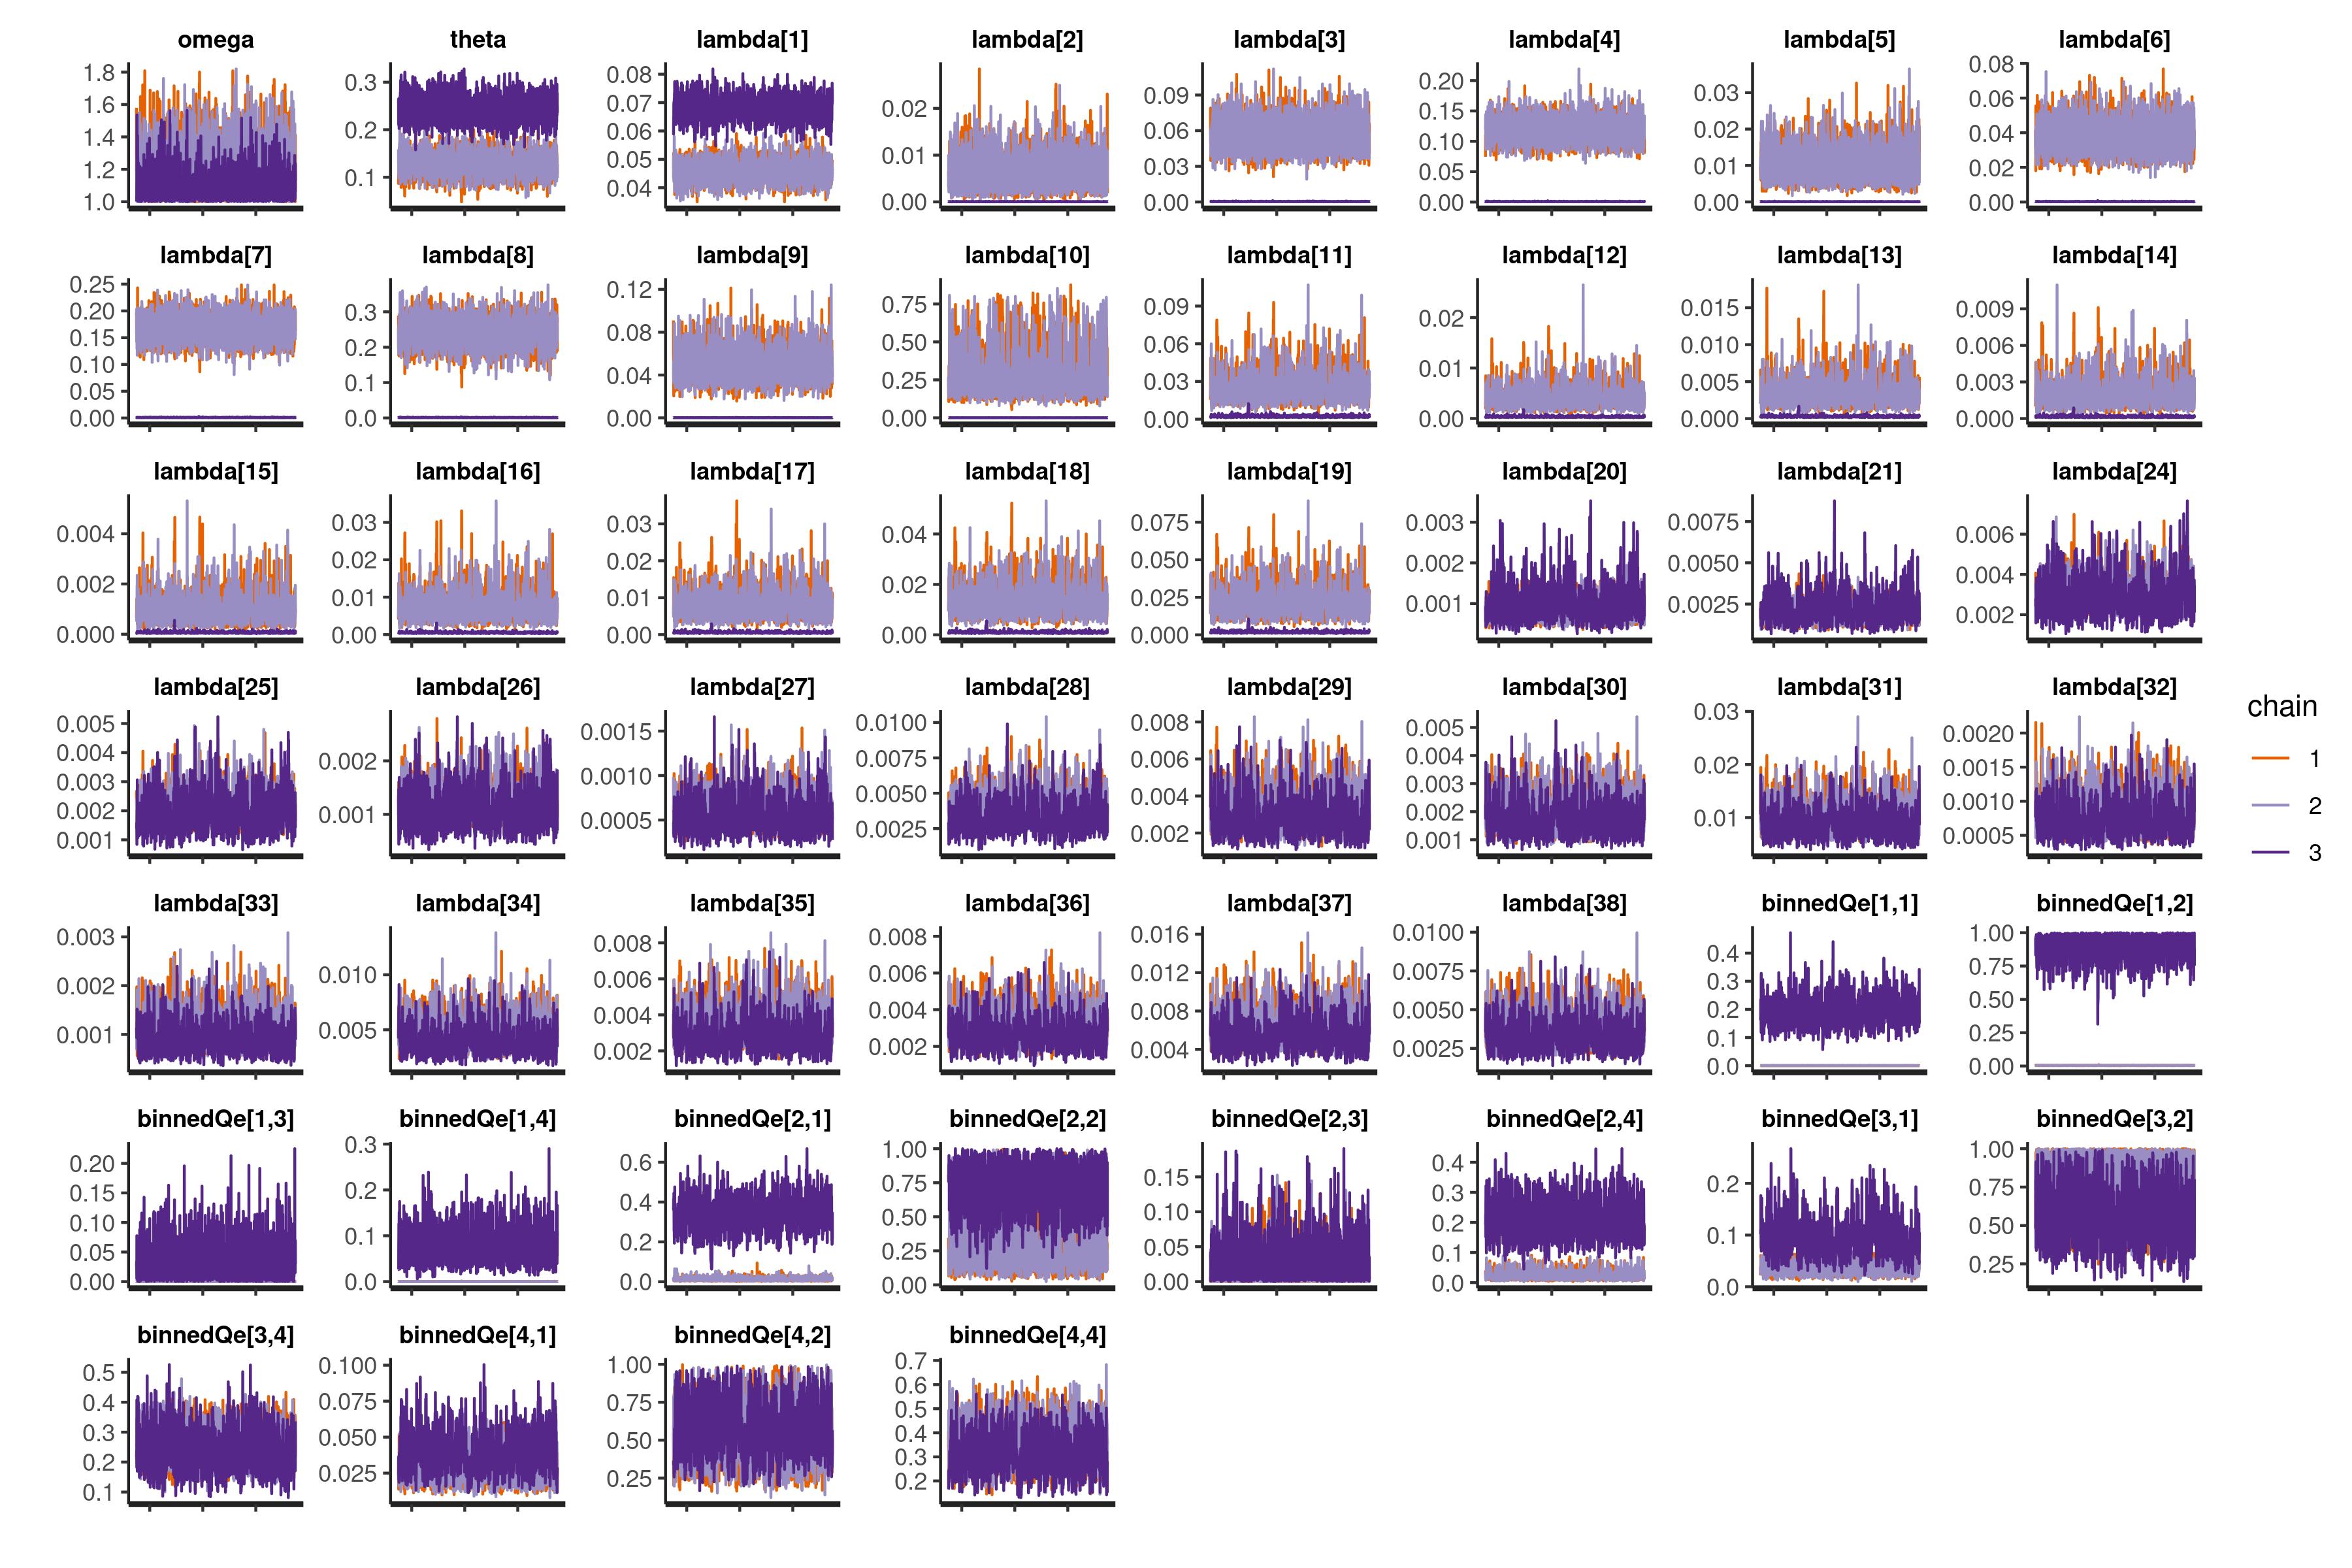 omega theta lambda[1] lambda[2] lambda[3] lambda[4] lambda[5] lambda[6]
1.8 1.6 1.4 1.2 1.0
0.3 0.2 0.1
0.08 0.07 0.06 0.05 0.04
0.02 0.01 0.00
0.09 0.06 0.03 0.00
0.20 0.15 0.10 0.05 0.00
0.03 0.02 0.01 0.00
0.08 0.06 0.04 0.02 0.00
lambda[7] lambda[8] lambda[9] lambda[10] lambda[11] lambda[12] lambda[13] lambda[14]
0.25 0.20 0.15 0.10 0.05 0.00
0.3 0.2 0.1 0.0
0.12 0.08 0.04 0.00
0.75 0.50 0.25 0.00
0.09 0.06 0.03 0.00
0.02 0.01 0.00
0.015 0.010 0.005 0.000
0.009 0.006 0.003 0.000
lambda[15] lambda[16] lambda[17] lambda[18] lambda[19] lambda[20] lambda[21] lambda[24]
0.004 0.002 0.000
0.03 0.02 0.01 0.00
0.03 0.02 0.01 0.00
0.04 0.02 0.00
0.075 0.050 0.025 0.000
0.003 0.002 0.001
0.0075 0.0050 0.0025
0.006 0.004 0.002
lambda[25] lambda[26] lambda[27] lambda[28] lambda[29] lambda[30] lambda[31] lambda[32]
0.005 0.004 0.003 0.002 0.001
0.002 0.001
0.0015 0.0010 0.0005
0.0100 0.0075 0.0050 0.0025
0.008 0.006 0.004 0.002
0.005 0.004 0.003 0.002 0.001
0.03 0.02 0.01
0.0020 0.0015 0.0010 0.0005
chain
1
2
3
lambda[33] lambda[34] lambda[35] lambda[36] lambda[37] lambda[38] binnedQe[1,1] binnedQe[1,2]
0.003 0.002 0.001
0.010 0.005
0.008 0.006 0.004 0.002
0.008 0.006 0.004 0.002
0.016 0.012 0.008 0.004
0.0100 0.0075 0.0050 0.0025
0.4 0.3 0.2 0.1 0.0
1.00 0.75 0.50 0.25 0.00
binnedQe[1,3] binnedQe[1,4] binnedQe[2,1] binnedQe[2,2] binnedQe[2,3] binnedQe[2,4] binnedQe[3,1] binnedQe[3,2]
0.20 0.15 0.10 0.05 0.00
0.3 0.2 0.1 0.0
0.6 0.4 0.2 0.0
1.00 0.75 0.50 0.25 0.00
0.15 0.10 0.05 0.00
0.4 0.3 0.2 0.1 0.0
0.2 0.1 0.0
1.00 0.75 0.50 0.25
binnedQe[3,4] binnedQe[4,1] binnedQe[4,2] binnedQe[4,4]
0.5 0.4 0.3 0.2 0.1
0.100 0.075 0.050 0.025
1.00 0.75 0.50 0.25
0.7 0.6 0.5 0.4 0.3 0.2